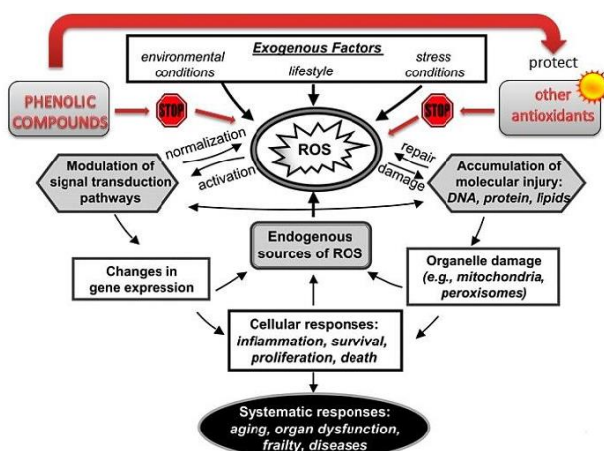 Exogenous Factors
environmental conditions
lifestyle
stress conditions
protect
PHENOLIC
COMPOUNDS
STOP
STOP
other
antioxidants
ROS
normalization
activation
repair
damage
Modulation of
signal transduction
pathways
Accumulation of
molecular injury:
DNA, protein, lipids
Endogenous
sources of ROS
Changes in
gene expression
Organelle damage
(e.g., mitochondria,
peroxisomes)
Cellular responses:
infiammation, survival,
proliferation, death
Systematic responses:
aging, organ dysfunction,
frailty, diseases